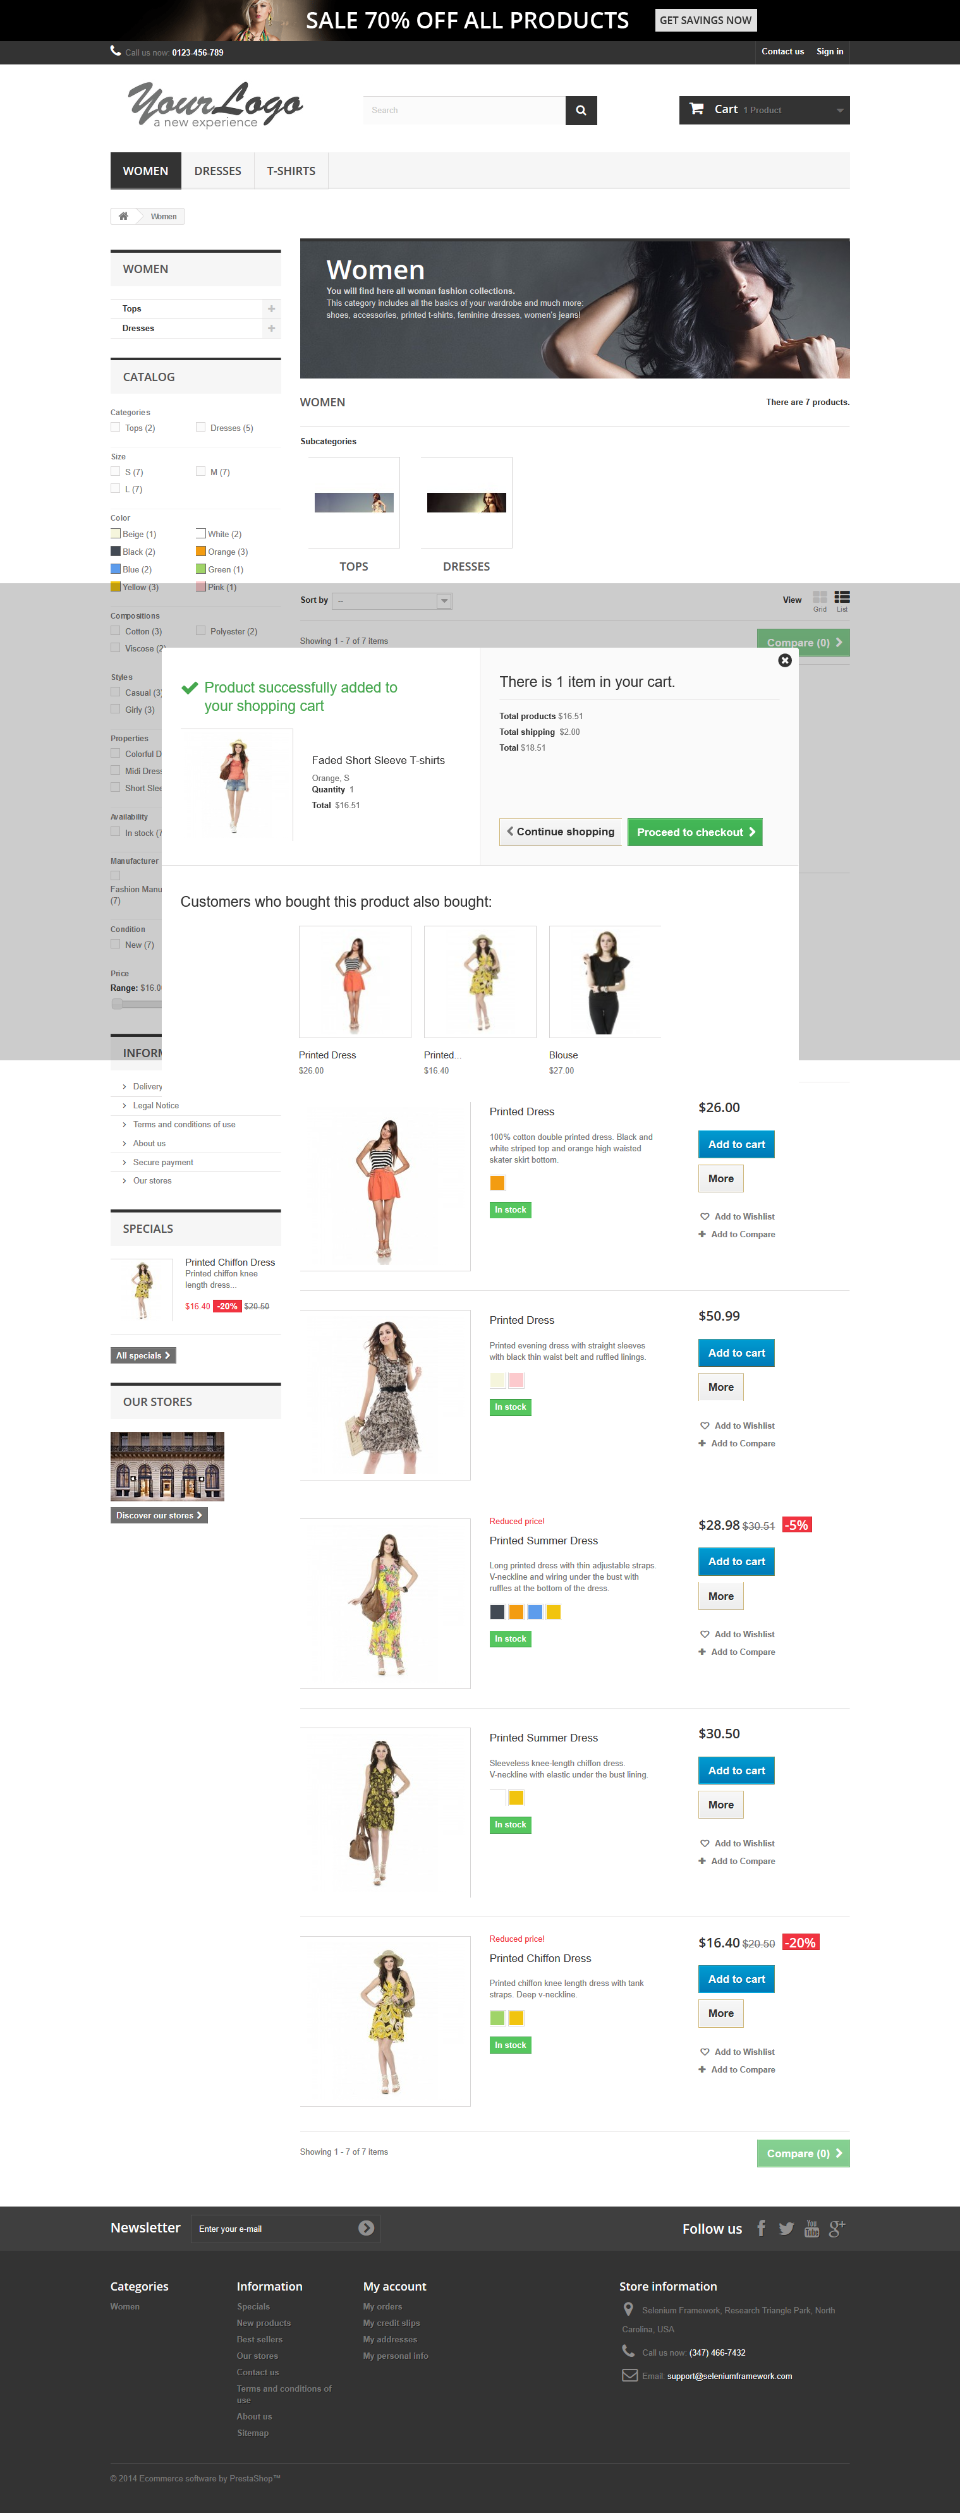 SALE 70% OFF ALL PRODUCTS GET SAVINGS NOW
Call us now: 0123-456-789 Contact us Sign in
YourLogo
a new experience
Search
Cart 1 Product
WOMEN DRESSES T-SHIRTS
Women
WOMEN
Tops
Dresses
CATALOG
Categories
Tops (2) Dresses (5)
Size
S (7) M (7)
L (7)
Color
Beige (1) White (2)
Black (2) Orange (3)
Blue (2) Green (1)
Yellow (3) Pink (1)
Compositions
Cotton (3) Polyester (2)
Viscose (2)
Styles
Casual (3)
Girly (3)
Properties
Colorful D
Midi Dress
Short Slee
Availability
In stock (7
Manufacturer
Fashion Manu
(7)
Condition
New (7)
Price
Range: $16.0
INFORM
Delivery
Legal Notice
Terms and conditions of use
About us
Secure payment
Our stores
SPECIALS
Printed Chiffon Dress
Printed chiffon knee
length dress...
$16.40 -20% $20.50
All specials
OUR STORES
Discover our stores
Women
You will find here all woman fashion collections.
This category includes all the basics of your wardrobe and much more:
shoes, accessories, printed t-shirts, feminine dresses, women's jeans!
WOMEN There are 7 products.
Subcategories
TOPS DRESSES
Sort by -- View
Grid List
Showing 1 - 7 of 7 items
Compare (0)
Product successfully added to
your shopping cart
Faded Short Sleeve T-shirts
Orange, S
Quantity 1
Total $16.51
There is 1 item in your cart.
Total products $16.51
Total shipping $2.00
Total $18.51
Continue shopping Proceed to checkout
Customers who bought this product also bought:
Printed Dress Printed... Blouse
$26.00 $16.40 $27.00
Printed Dress
100% cotton double printed dress. Black and
white striped top and orange high waisted
skater skirt bottom.
In stock
$26.00
Add to cart
More
Add to Wishlist
Add to Compare
Printed Dress
Printed evening dress with straight sleeves
with black thin waist belt and ruffled linings.
In stock
$50.99
Add to cart
More
Add to Wishlist
Add to Compare
Reduced price!
Printed Summer Dress
Long printed dress with thin adjustable straps.
V-neckline and wiring under the bust with
ruffles at the bottom of the dress.
In stock
$28.98 $30.51 -5%
Add to cart
More
Add to Wishlist
Add to Compare
Printed Summer Dress
Sleeveless knee-length chiffon dress.
V-neckline with elastic under the bust lining.
In stock
$30.50
Add to cart
More
Add to Wishlist
Add to Compare
Reduced price!
Printed Chiffon Dress
Printed chiffon knee length dress with tank
straps. Deep v-neckline.
In stock
$16.40 $20.50 -20%
Add to cart
More
Add to Wishlist
Add to Compare
Showing 1 - 7 of 7 items
Compare (0)
Newsletter Enter your e-mail
Follow us
Categories
Women
Information
Specials
New products
Best sellers
Our stores
Contact us
Terms and conditions of
use
About us
Sitemap
My account
My orders
My credit slips
My addresses
My personal info
Store information
Selenium Framework, Research Triangle Park, North
Carolina, USA
Call us now: (347) 466-7432
Email: support@seleniumframework.com
© 2014 Ecommerce software by PrestaShop™